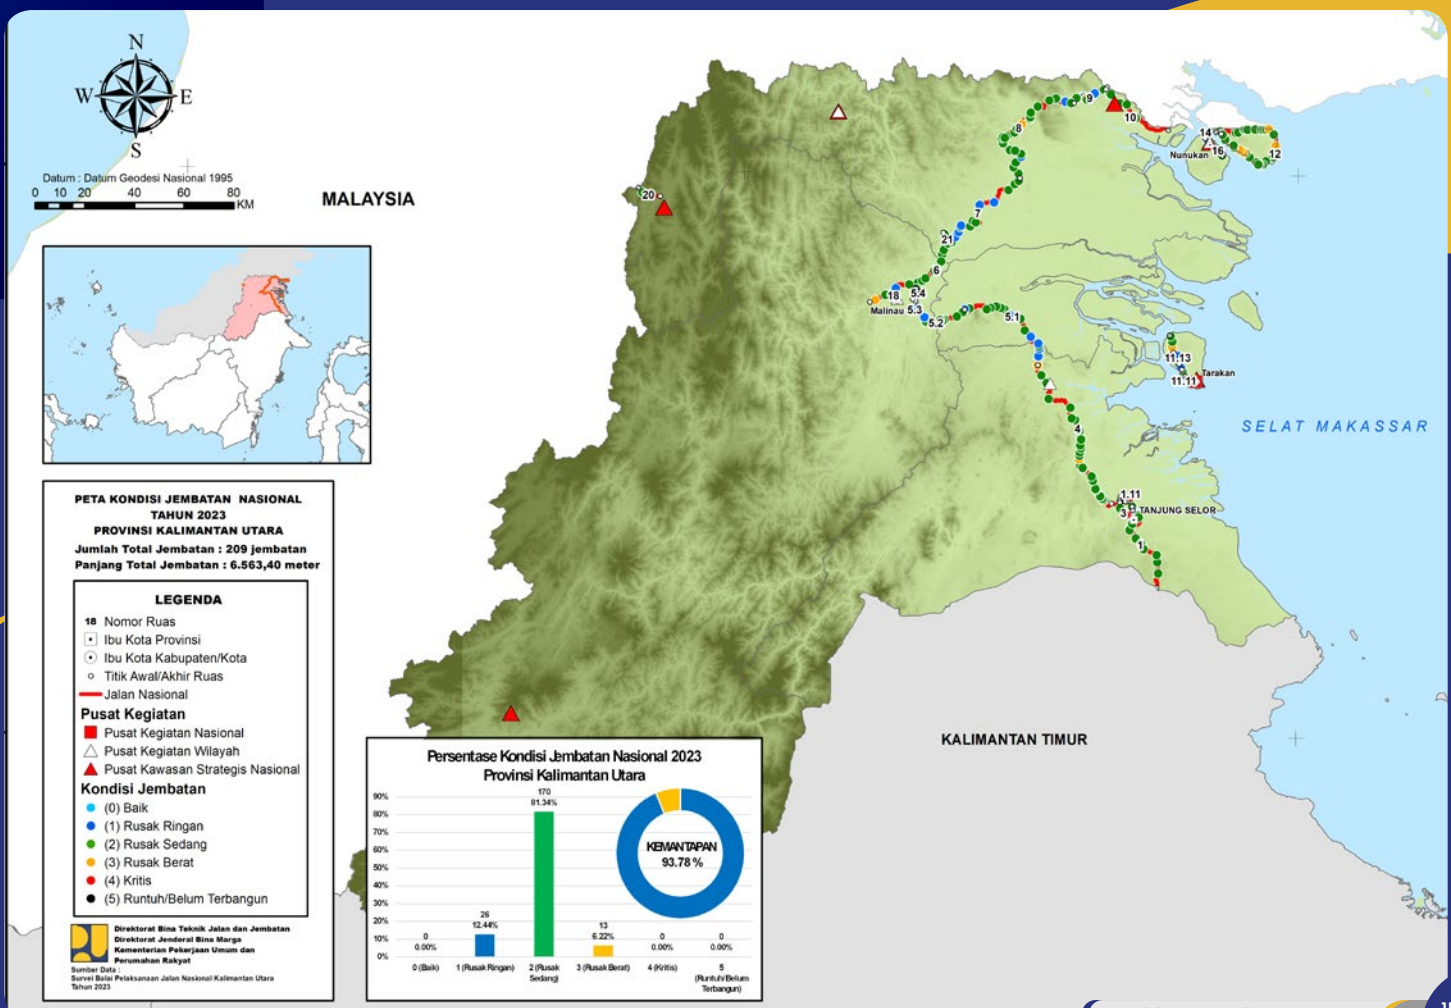 N
W
E
S
Datum : Datum Geodesi Nasional 1995
0 10 20 40 60 80
KM
MALAYSIA
20
21
18
Malinau
5.4
5.3
5.2
5.1
6
7
8
9
10
14
Nunukan
16
12
11.13
11.11
Tarakan
4
1.11
3
TANJUNG SELOR
1
SELAT MAKASSAR
KALIMANTAN TIMUR
PETA KONDISI JEMBATAN NASIONAL
TAHUN 2023
PROVINSI KALIMANTAN UTARA
Jumlah Total Jembatan : 209 jembatan
Panjang Total Jembatan : 6.563,40 meter
LEGENDA
18 Nomor Ruas
Ibu Kota Provinsi
Ibu Kota Kabupaten/Kota
Titik Awal/Akhir Ruas
Jalan Nasional
Pusat Kegiatan
Pusat Kegiatan Nasional
Pusat Kegiatan Wilayah
Pusat Kawasan Strategis Nasional
Kondisi Jembatan
(0) Baik
(1) Rusak Ringan
(2) Rusak Sedang
(3) Rusak Berat
(4) Kritis
(5) Runtuh/Belum Terbangun
Direktorat Bina Teknik Jalan dan Jembatan
Direktorat Jenderal Bina Marga
Kementerian Pekerjaan Umum dan
Perumahan Rakyat
Sumber Data :
Survei Balai Pelaksanaan Jalan Nasional Kalimantan Utara
Tahun 2023
Persentase Kondisi Jembatan Nasional 2023
Provinsi Kalimantan Utara
90%
80%
70%
60%
50%
40%
30%
20%
10%
0%
0
0.00%
26
12.44%
170
81.34%
13
6.22%
0
0.00%
0
0.00%
0 (Baik)
1 (Rusak Ringan)
2 (Rusak
Sedang)
3 (Rusak Berat)
4 (Kritis)
5
(Runtuh/Belum
Terbangun)
KEMANTAPAN
93.78 %